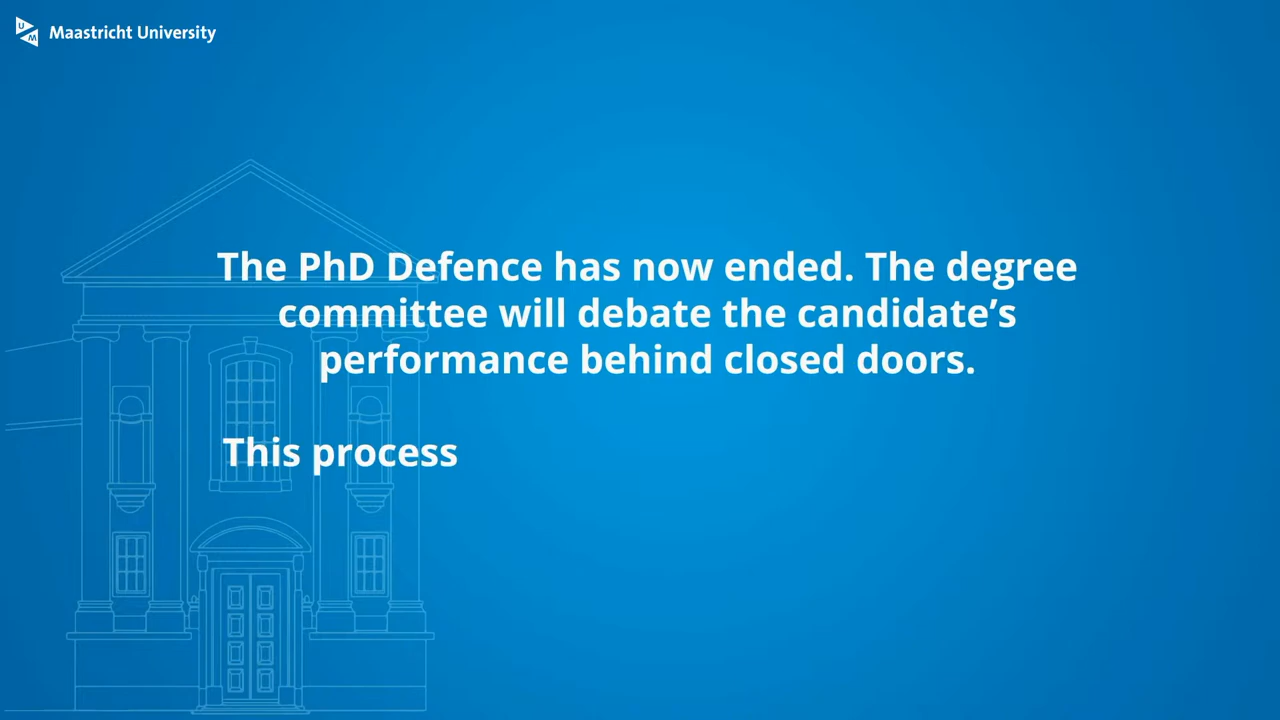 U
M
Maastricht University
The PhD Defence has now ended. The degree
committee will debate the candidate’s
performance behind closed doors.
This process